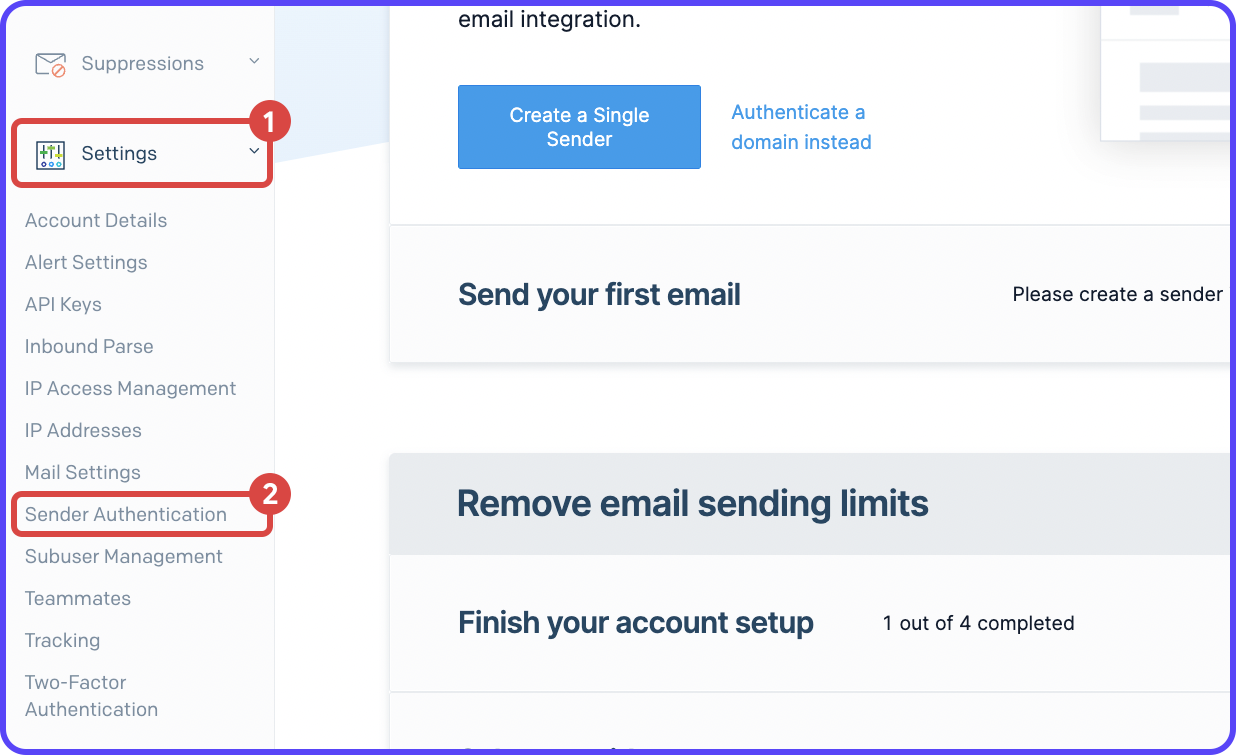 Suppressions
1
Settings
Account Details
Alert Settings
API Keys
Inbound Parse
IP Access Management
IP Addresses
Mail Settings
2
Sender Authentication
Subuser Management
Teammates
Tracking
Two-Factor
Authentication
email integration.
Create a Single
Sender
Authenticate a
domain instead
Send your first email
Please create a sender
Remove email sending limits
Finish your account setup
1 out of 4 completed